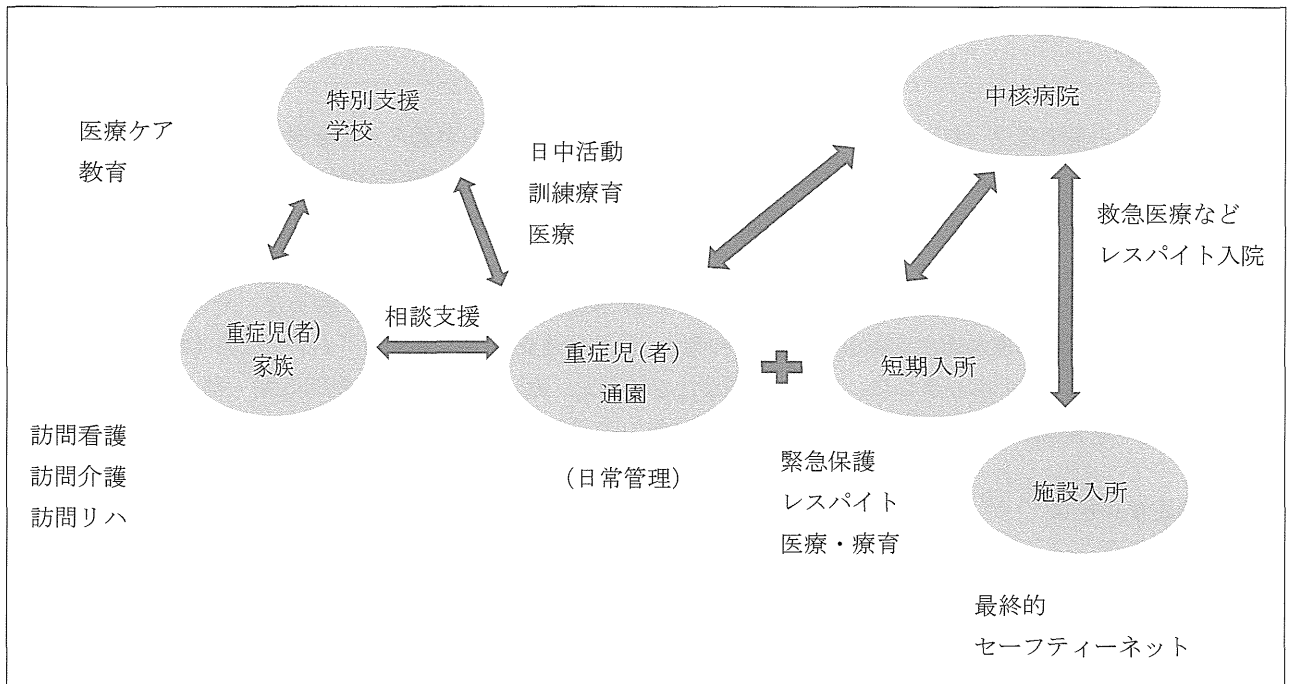 特別支援
学校
中核病院
医療ケア
教育
日中活動
訓練療育
医療
救急医療など
レスパイト入院
重症児(者)
家族
相談支援
重症児(者)
通園
短期入所
訪問看護
訪問介護
訪問リハ
(日常管理)
緊急保護
レスパイト
医療・療育
施設入所
最終的
セーフティーネット